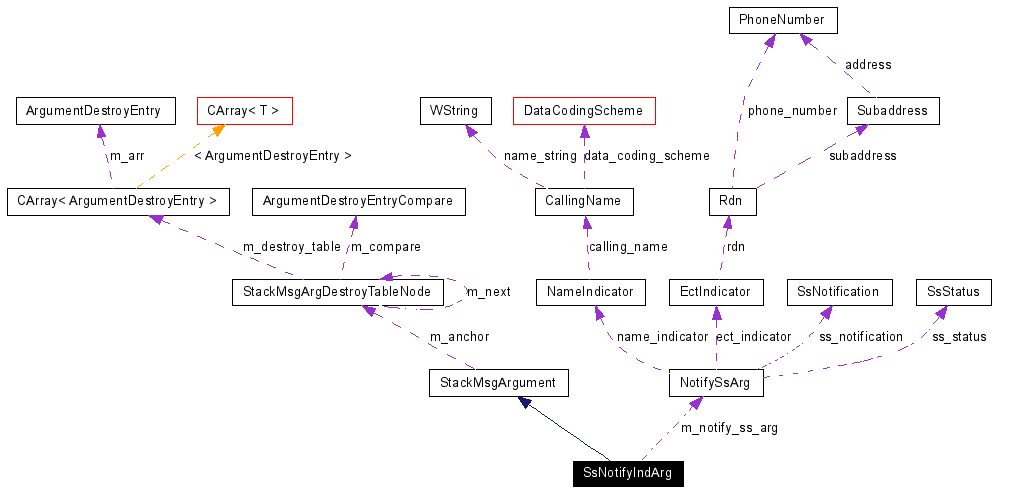 PhoneNumber
address
ArgumentDestroyEntry
CArray< T >
WString
DataCodingScheme
phone_number
Subaddress
m_arr
< ArgumentDestroyEntry >
name_string
data_coding_scheme
subaddress
CArray< ArgumentDestroyEntry >
ArgumentDestroyEntryCompare
CallingName
Rdn
m_destroy_table
m_compare
calling_name
rdn
StackMsgArgDestroyTableNode
m_next
NameIndicator
EctIndicator
SsNotification
SsStatus
m_anchor
name_indicator
ect_indicator
ss_notification
ss_status
StackMsgArgument
NotifySsArg
m_notify_ss_arg
SsNotifyIndArg